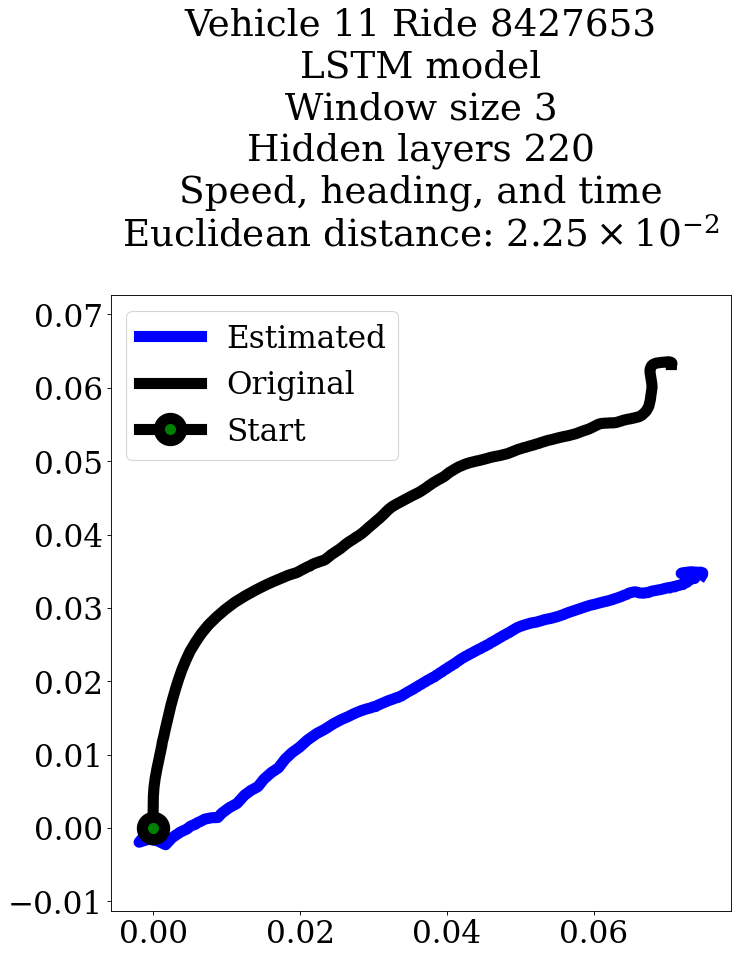 Vehicle 11 Ride 8427653
LSTM model
Window size 3
Hidden layers 220
Speed, heading, and time
Euclidean distance: 2.25 × 10⁻²
0.07
Estimated
0.06
Original
Start
0.05
0.04
0.03
0.02
0.01
0.00
−0.01
0.00 0.02 0.04 0.06